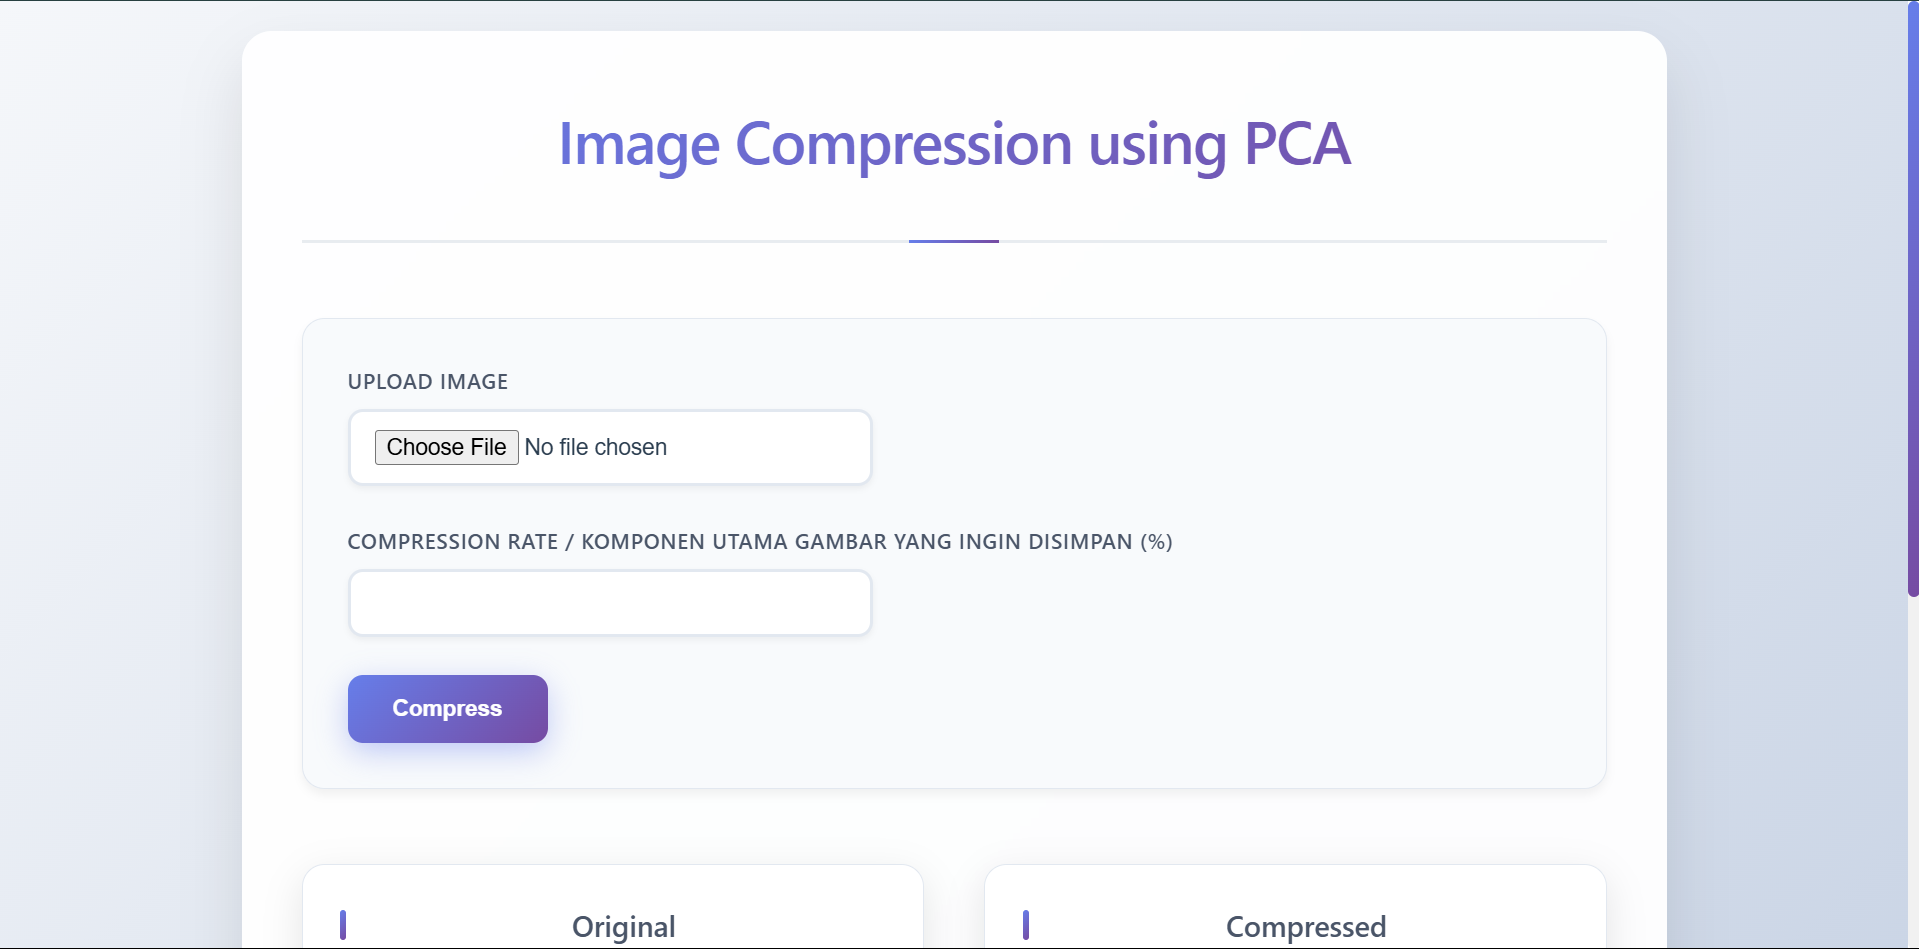 Image Compression using PCA
UPLOAD IMAGE
Choose File No file chosen
COMPRESSION RATE / KOMPONEN UTAMA GAMBAR YANG INGIN DISIMPAN (%)
Compress
Original
Compressed